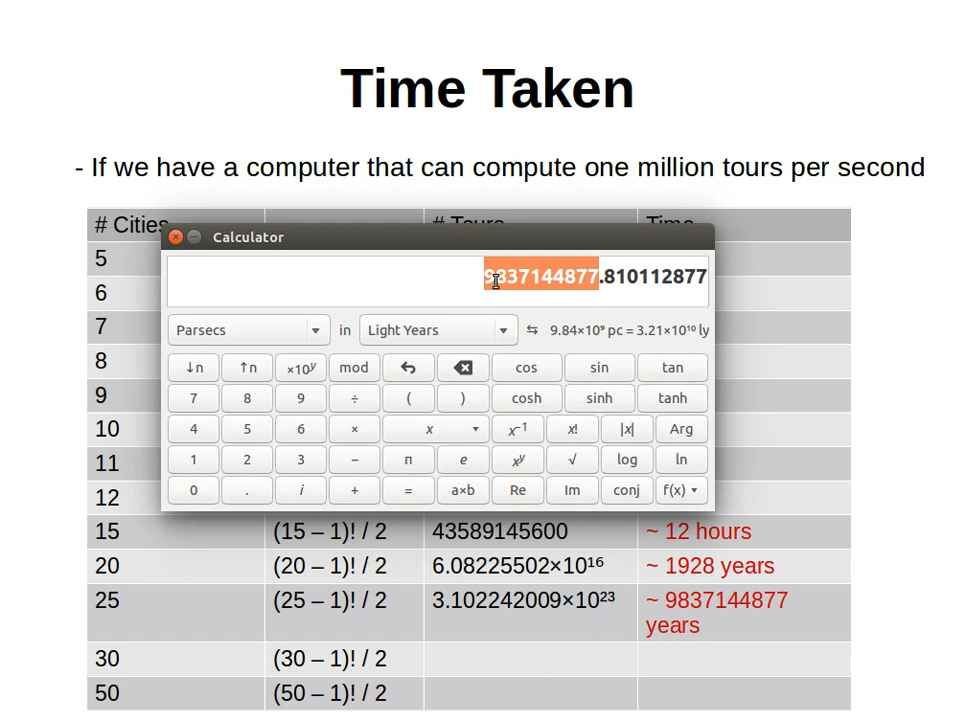 Time Taken
- If we have a computer that can compute one million tours per second
# Cities # Tours Time
Calculator
9837144877.810112877
Parsecs in Light Years ⇆ 9.84×10⁹ pc = 3.21×10¹⁰ ly
↓n ↑n ×10ʸ mod cos sin tan
7 8 9 ÷ ( ) cosh sinh tanh
4 5 6 × x x⁻¹ x! |x| Arg
1 2 3 − π e xʸ √ log ln
0 . i + = a×b Re Im conj f(x)
5
6
7
8
9
10
11
12
15 (15 – 1)! / 2 43589145600 ~ 12 hours
20 (20 – 1)! / 2 6.08225502×10¹⁶ ~ 1928 years
25 (25 – 1)! / 2 3.102242009×10²³ ~ 9837144877
years
30 (30 – 1)! / 2
50 (50 – 1)! / 2